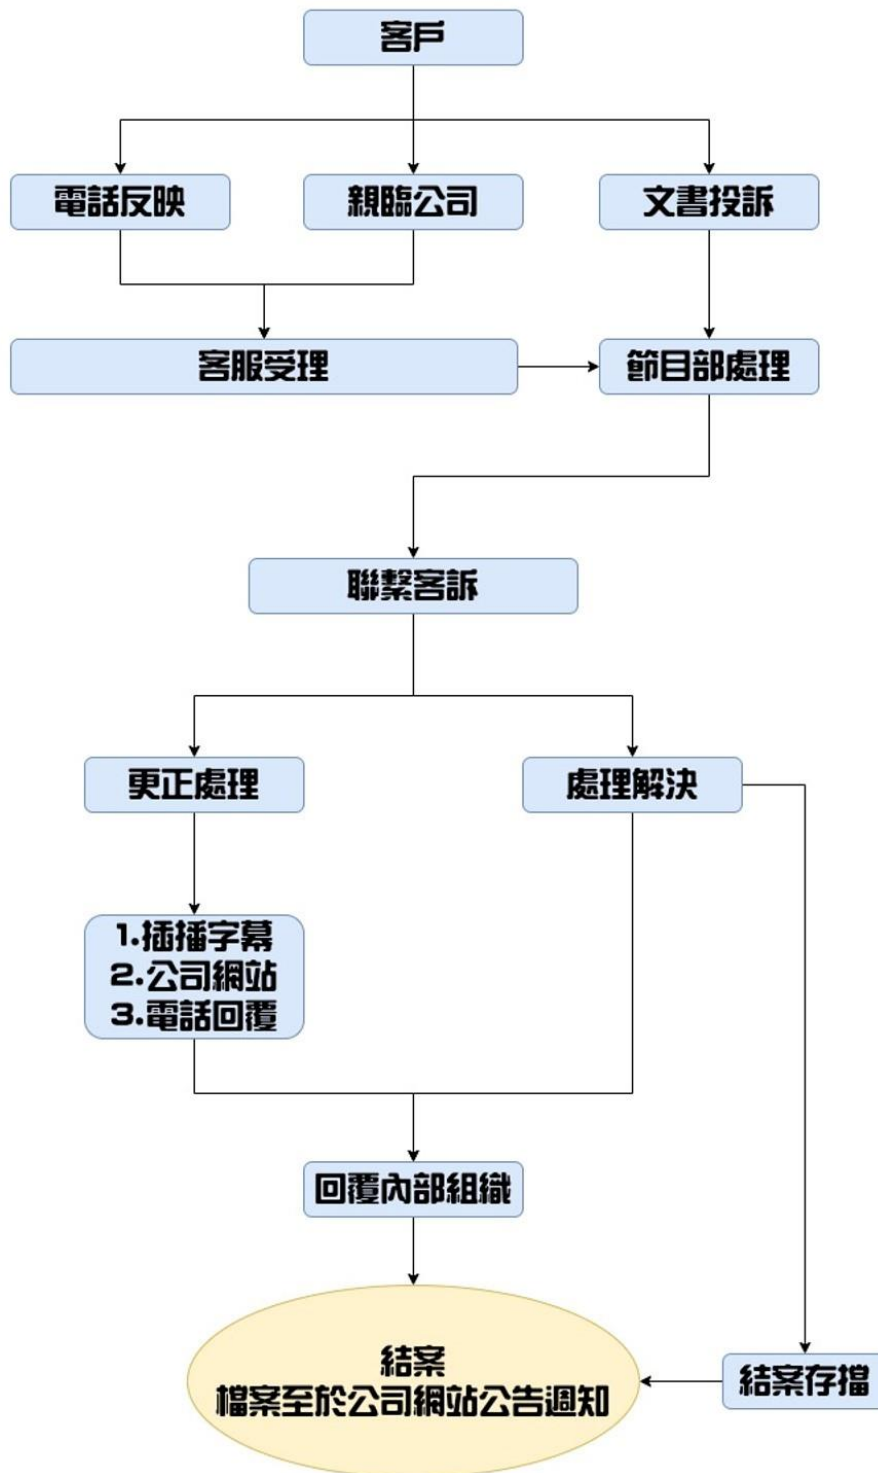 客戶
電話反映
親臨公司
文書投訴
客服受理
節目部處理
聯繫客訴
更正處理
處理解決
1.插播字幕
2.公司網站
3.電話回覆
回覆內部組織
結案
檔案至於公司網站公告週知
結案存擋